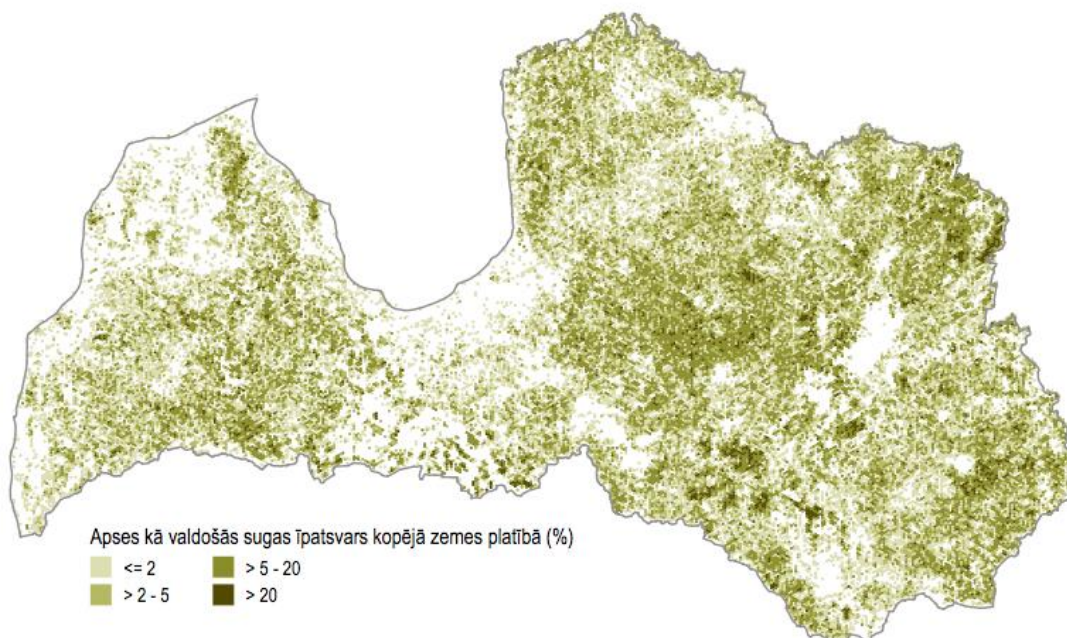 Apses kā valdošās sugas īpatsvars kopējā zemes platībā (%)
<= 2
> 5 - 20
> 2 - 5
> 20